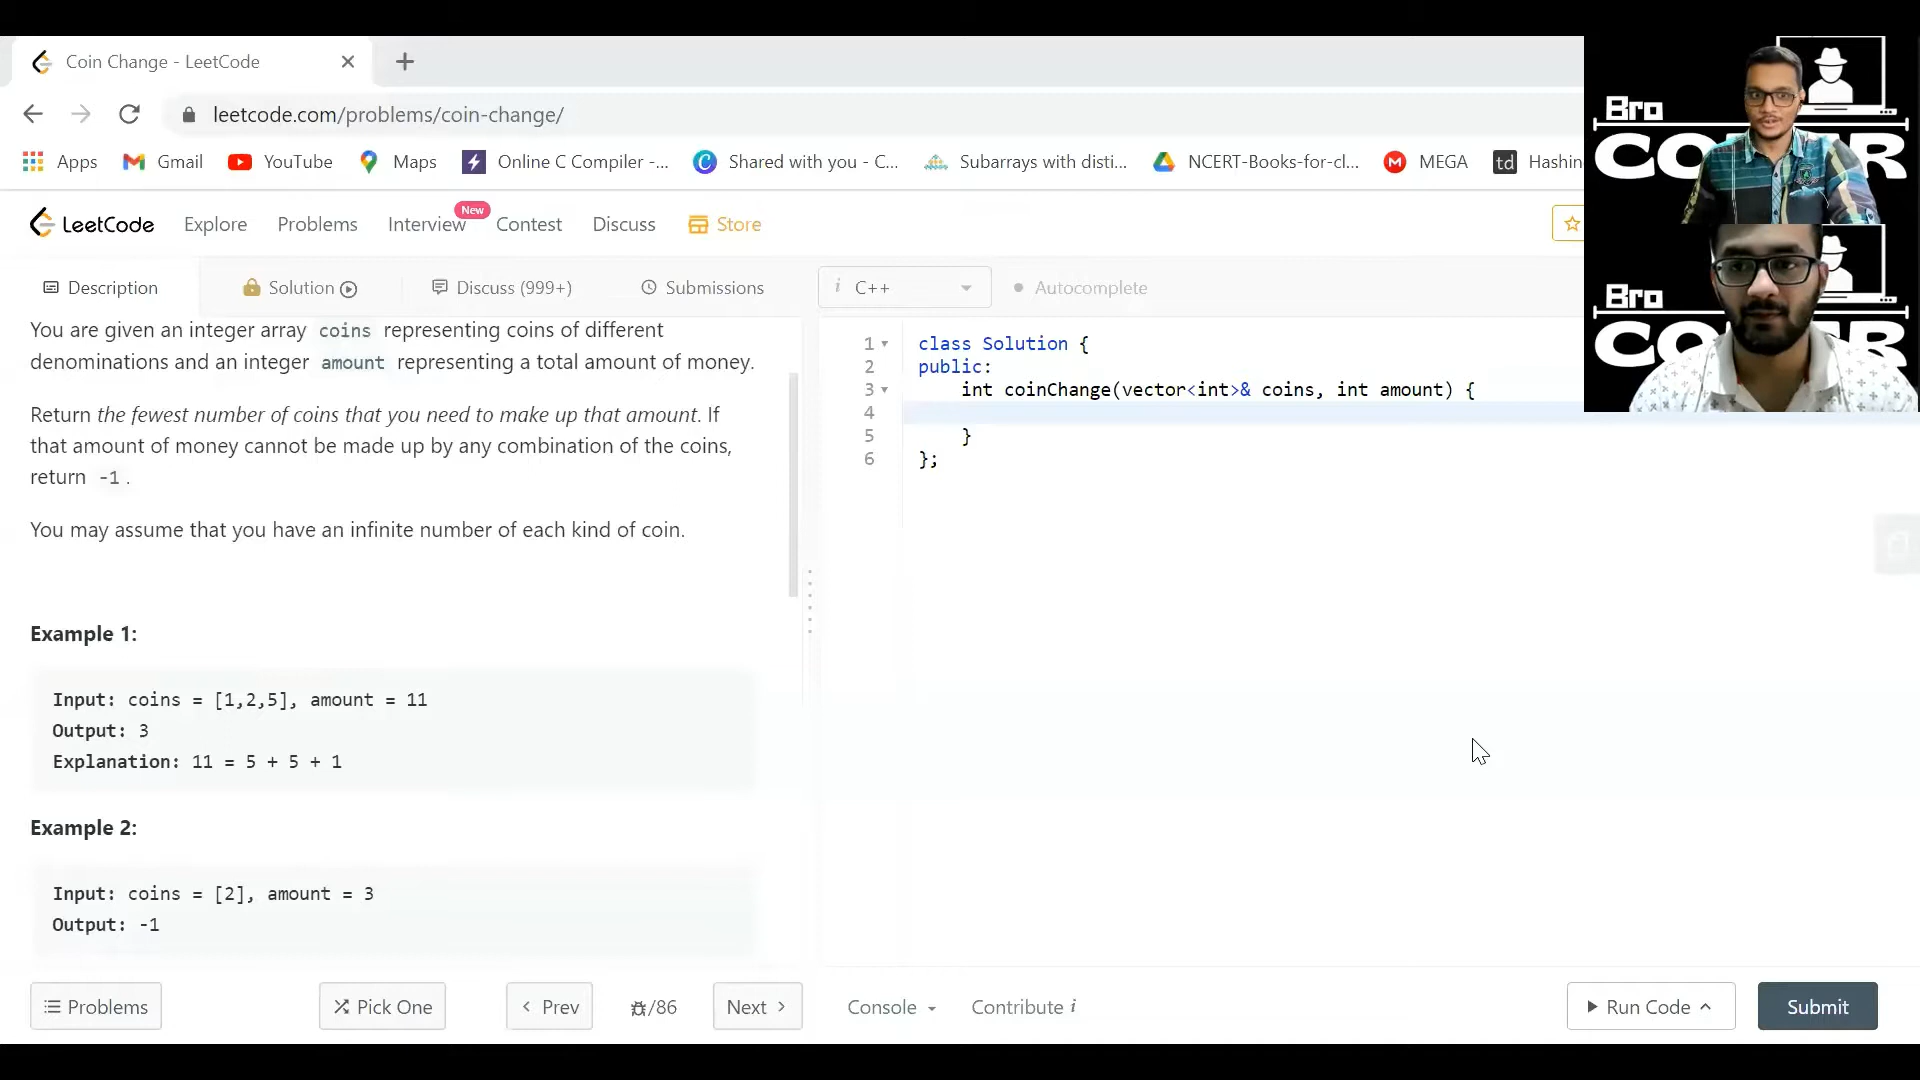 Coin Change - LeetCode
leetcode.com/problems/coin-change/
Apps Gmail YouTube Maps Online C Compiler -... Shared with you - C... Subarrays with disti... NCERT-Books-for-cl... MEGA td Hashin
Bro
Bro
LeetCode Explore Problems Interview New Contest Discuss Store
Description Solution Discuss (999+) Submissions
i C++ Autocomplete
You are given an integer array coins representing coins of different
denominations and an integer amount representing a total amount of money.
Return the fewest number of coins that you need to make up that amount. If
that amount of money cannot be made up by any combination of the coins,
return -1 .
You may assume that you have an infinite number of each kind of coin.
Example 1:
Input: coins = [1,2,5], amount = 11
Output: 3
Explanation: 11 = 5 + 5 + 1
Example 2:
Input: coins = [2], amount = 3
Output: -1
1 class Solution {
2 public:
3 int coinChange(vector<int>& coins, int amount) {
4
5 }
6 };
Problems Pick One Prev /86 Next Console Contribute i Run Code Submit